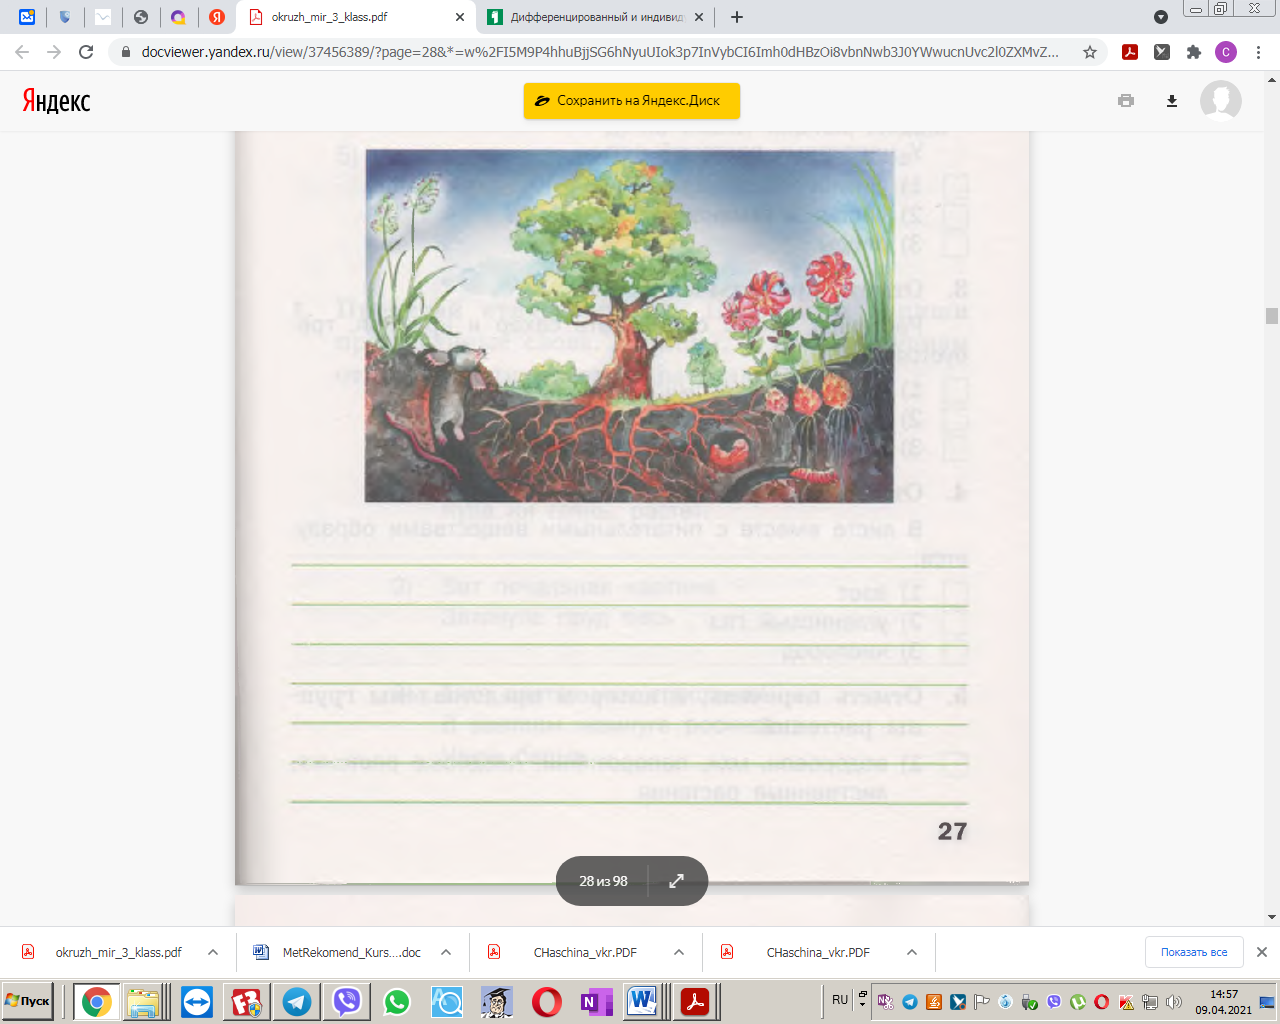 okruzh_mir_3_klass.pdf
Дифференцированный и индивид
docviewer.yandex.ru/view/37456389/?page=28&*=w%2FI5M9P4hhuBjjSG6hNyuUIok3p7InVybCI6Imh0dHBzOi8vbnNwb3J0YWwucnUvc2l0ZXMvZ...
C
Яндекс
Сохранить на Яндекс.Диск
27
28 из 98
okruzh_mir_3_klass.pdf
MetRekomend_Kurs....doc
CHaschina_vkr.PDF
CHaschina_vkr.PDF
Показать все
Пуск
RU
14:57
09.04.2021